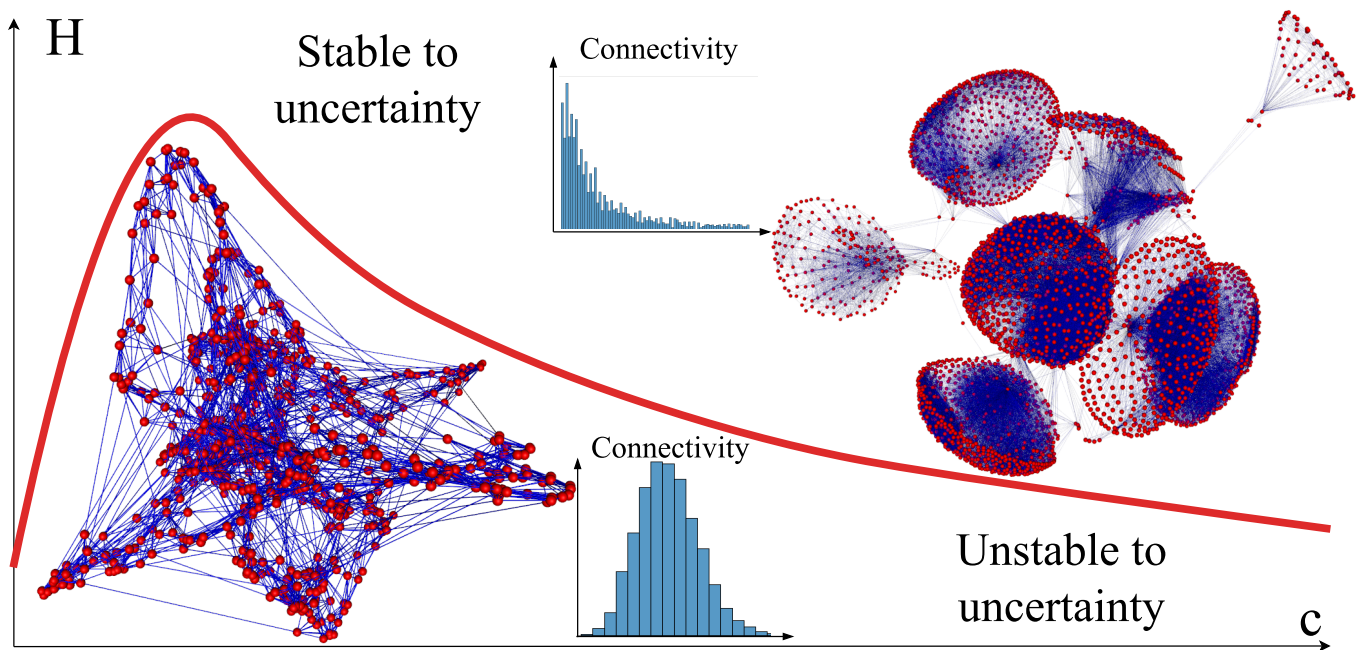 H
Stable to
uncertainty
Connectivity
Connectivity
Unstable to
uncertainty
c